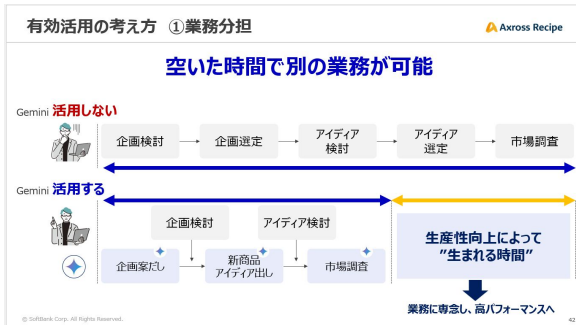 有効活用の考え方 ①業務分担
Axross Recipe
空いた時間で別の業務が可能
Gemini 活用しない
企画検討
企画選定
アイディア
検討
アイディア
選定
市場調査
Gemini 活用する
企画検討
アイディア検討
企画案だし
新商品
アイディア出し
市場調査
生産性向上によって
"生まれる時間"
業務に専念し、高パフォーマンスへ
© SoftBank Corp. All Rights Reserved.
42